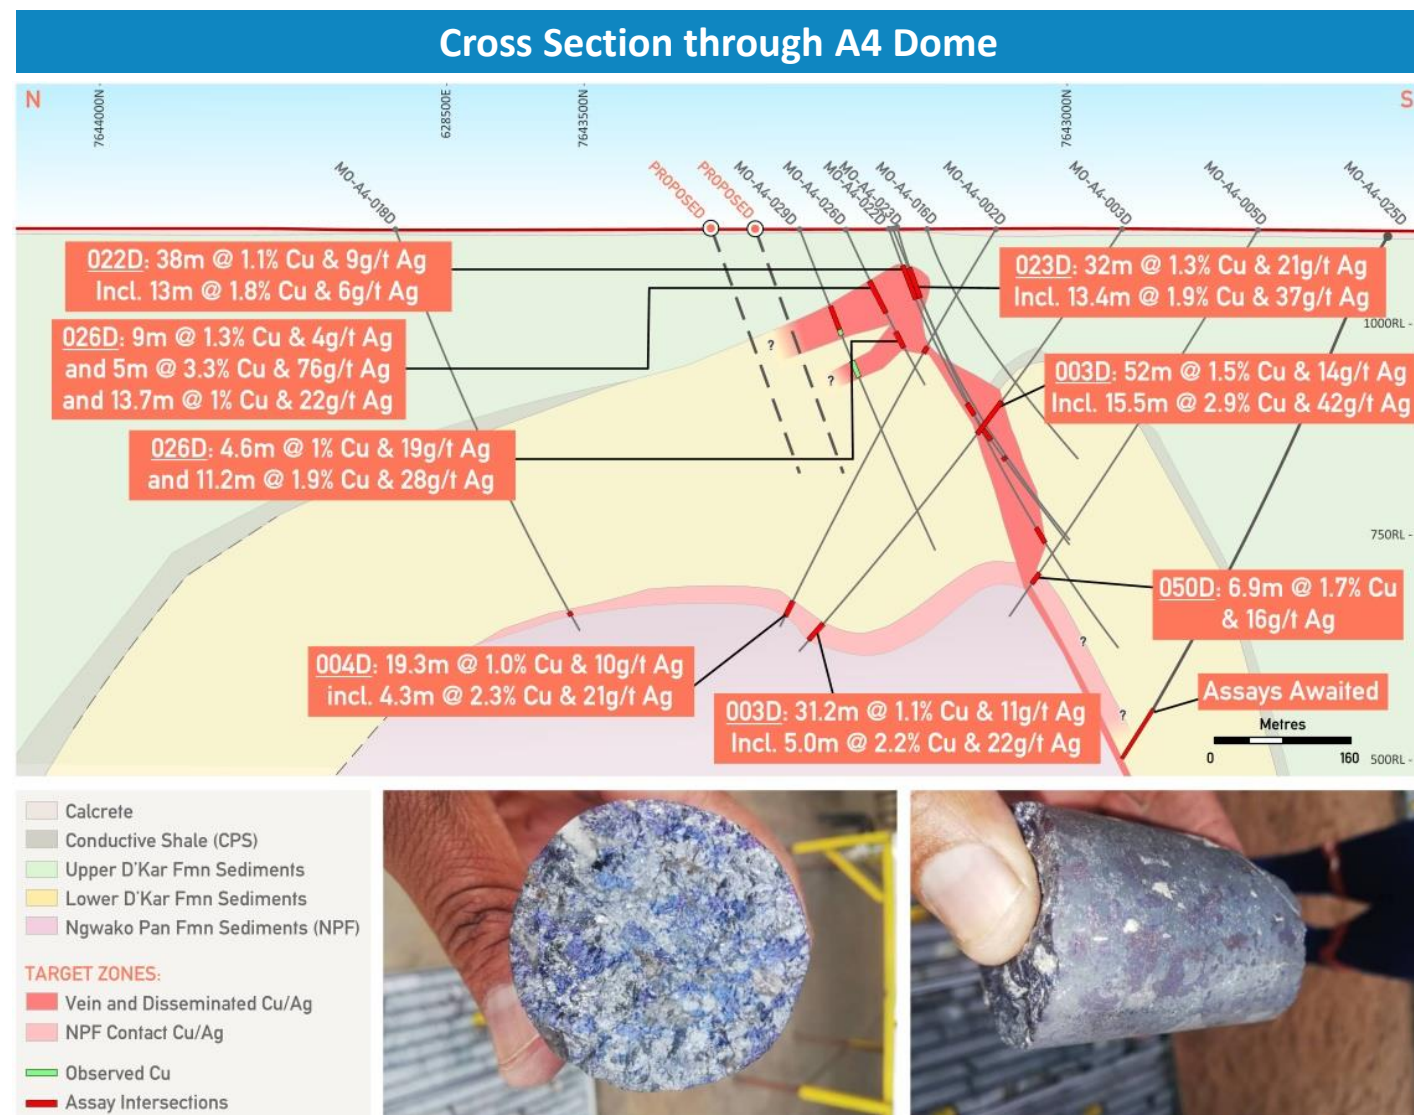 Cross Section through A4 Dome
N
S
7644000N
628500E
7643500N
7643000N
MO-A4-018D
PROPOSED
PROPOSED
MO-A4-029D
MO-A4-026D
MO-A4-022D
MO-A4-023D
MO-A4-016D
MO-A4-002D
MO-A4-003D
MO-A4-005D
MO-A4-025D
022D: 38m @ 1.1% Cu & 9g/t Ag
Incl. 13m @ 1.8% Cu & 6g/t Ag
023D: 32m @ 1.3% Cu & 21g/t Ag
Incl. 13.4m @ 1.9% Cu & 37g/t Ag
1000RL
026D: 9m @ 1.3% Cu & 4g/t Ag
and 5m @ 3.3% Cu & 76g/t Ag
and 13.7m @ 1% Cu & 22g/t Ag
?
?
003D: 52m @ 1.5% Cu & 14g/t Ag
Incl. 15.5m @ 2.9% Cu & 42g/t Ag
026D: 4.6m @ 1% Cu & 19g/t Ag
and 11.2m @ 1.9% Cu & 28g/t Ag
750RL
050D: 6.9m @ 1.7% Cu
& 16g/t Ag
?
004D: 19.3m @ 1.0% Cu & 10g/t Ag
incl. 4.3m @ 2.3% Cu & 21g/t Ag
003D: 31.2m @ 1.1% Cu & 11g/t Ag
Incl. 5.0m @ 2.2% Cu & 22g/t Ag
?
Assays Awaited
Metres
0 160
500RL
Calcrete
Conductive Shale (CPS)
Upper D'Kar Fmn Sediments
Lower D'Kar Fmn Sediments
Ngwako Pan Fmn Sediments (NPF)
TARGET ZONES:
Vein and Disseminated Cu/Ag
NPF Contact Cu/Ag
Observed Cu
Assay Intersections